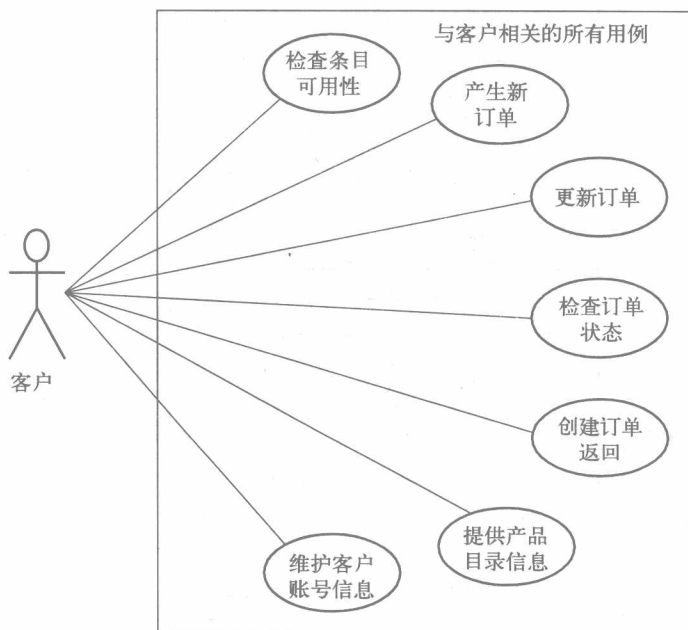 与客户相关的所有用例
检查条目
可用性
产生新
订单
更新订单
检查订单
状态
客户
创建订单
返回
提供产品
目录信息
维护客户
账号信息